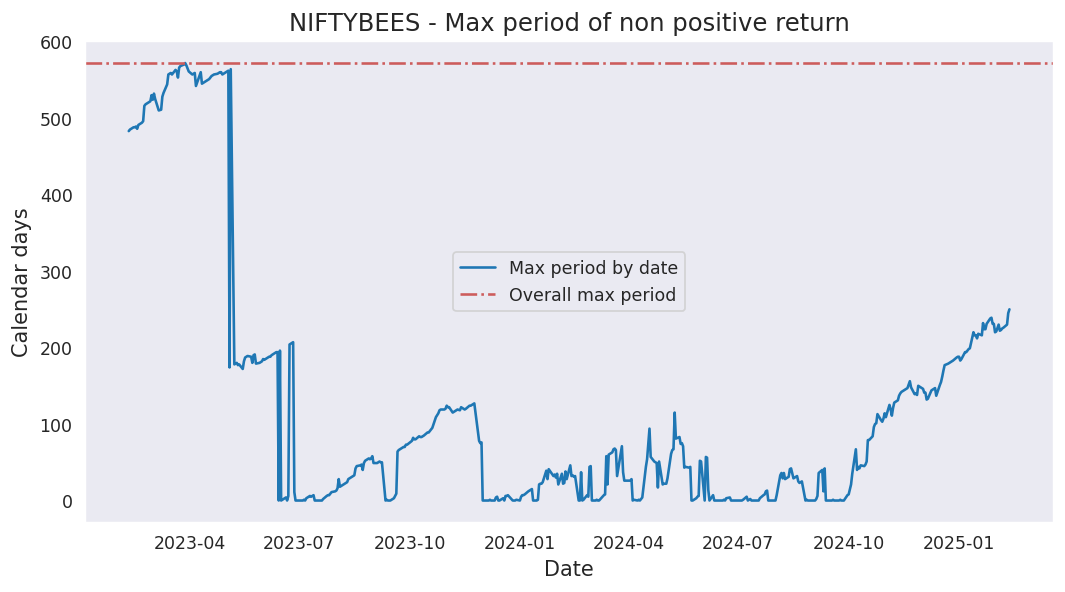 NIFTYBEES - Max period of non positive return
600
500
400
300
200
100
0
Calendar days
Max period by date
Overall max period
2023-04 2023-07 2023-10 2024-01 2024-04 2024-07 2024-10 2025-01
Date